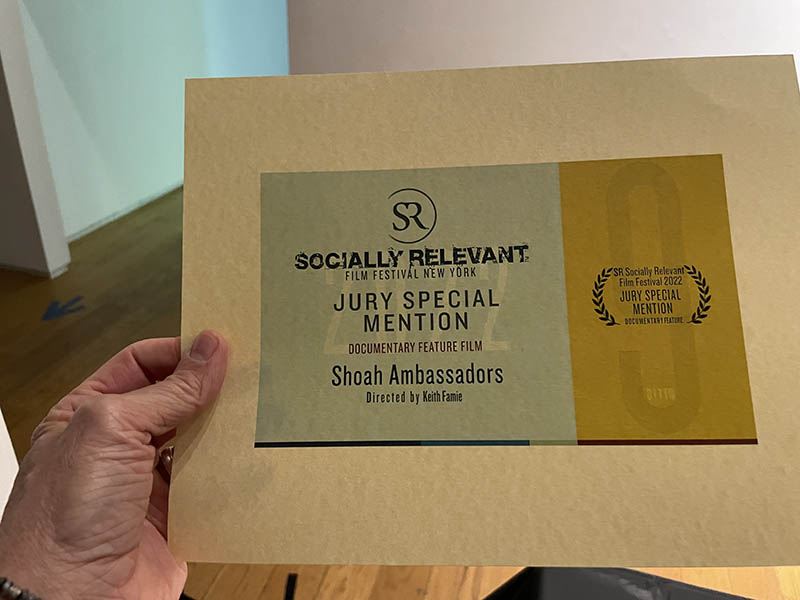 SR
SOCIALLY RELEVANT
FILM FESTIVAL NEW YORK
JURY SPECIAL
MENTION
DOCUMENTARY FEATURE FILM
Shoah Ambassadors
Directed by Keith Famie
2022
SR Socially Relevant
Film Festival 2022
JURY SPECIAL
MENTION
DOCUMENTARY FEATURE